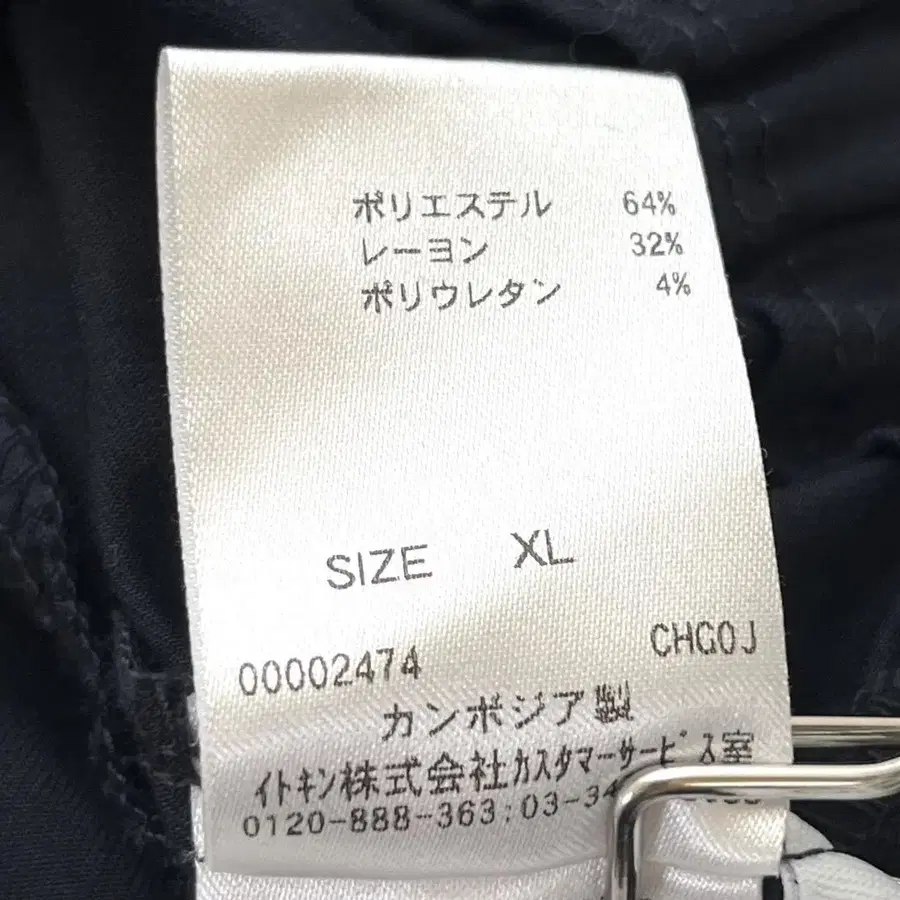 ポリエステル 64%
レーヨン 32%
ポリウレタン 4%
SIZE XL
00002474 CHG0J
カンボジア製
イトキン株式会社カスタマーサービス室
0120-888-363:03-34